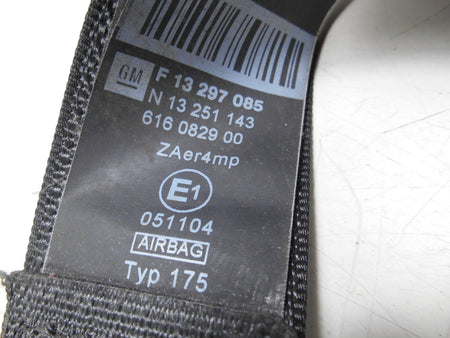 GM
F 13 297 085
N 13 251 143
616 0829 00
ZAer4mp
E1
051104
AIRBAG
Typ 175